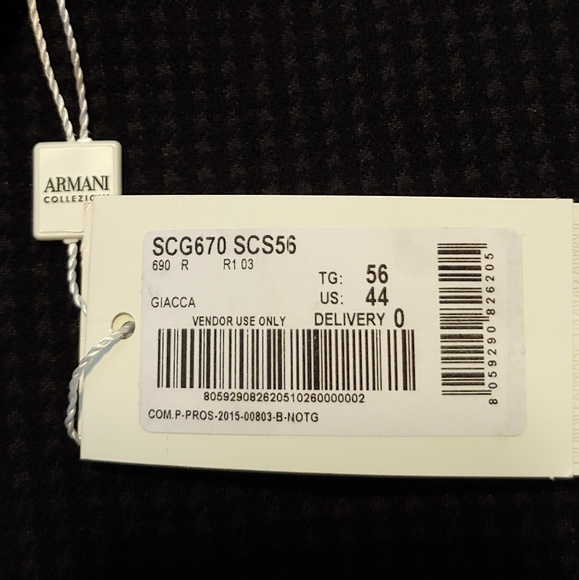 ARMANI
COLLEZIONI
SCG670 SCS56
690 R R1 03
TG: 56
US: 44
GIACCA
VENDOR USE ONLY DELIVERY 0
805929082620510260000002
COM.P-PROS-2015-00803-B-NOTG
8 059290 826205